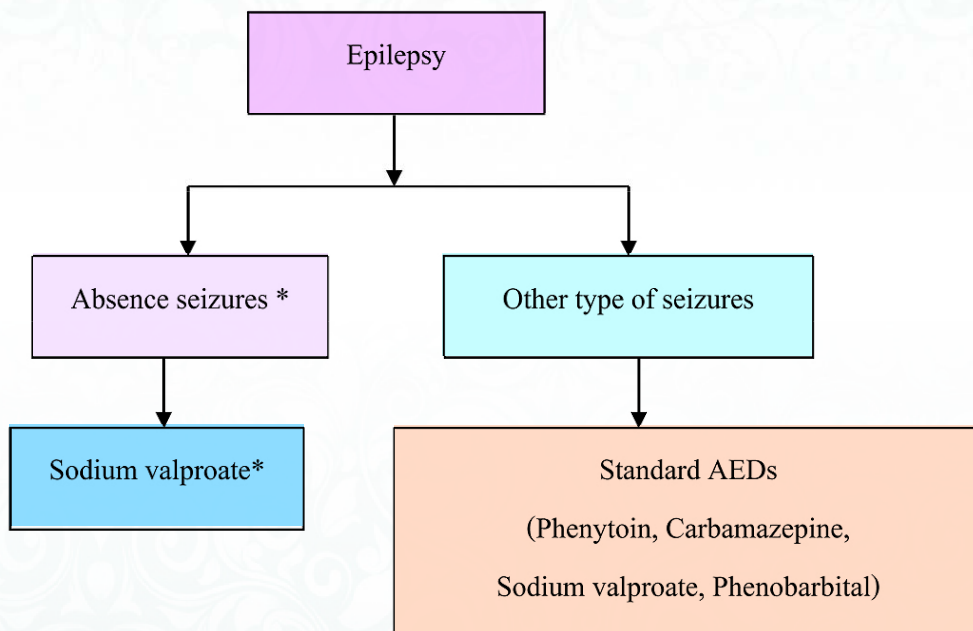 Epilepsy
Absence seizures *
Other type of seizures
Sodium valproate*
Standard AEDs
(Phenytoin, Carbamazepine,
Sodium valproate, Phenobarbital)